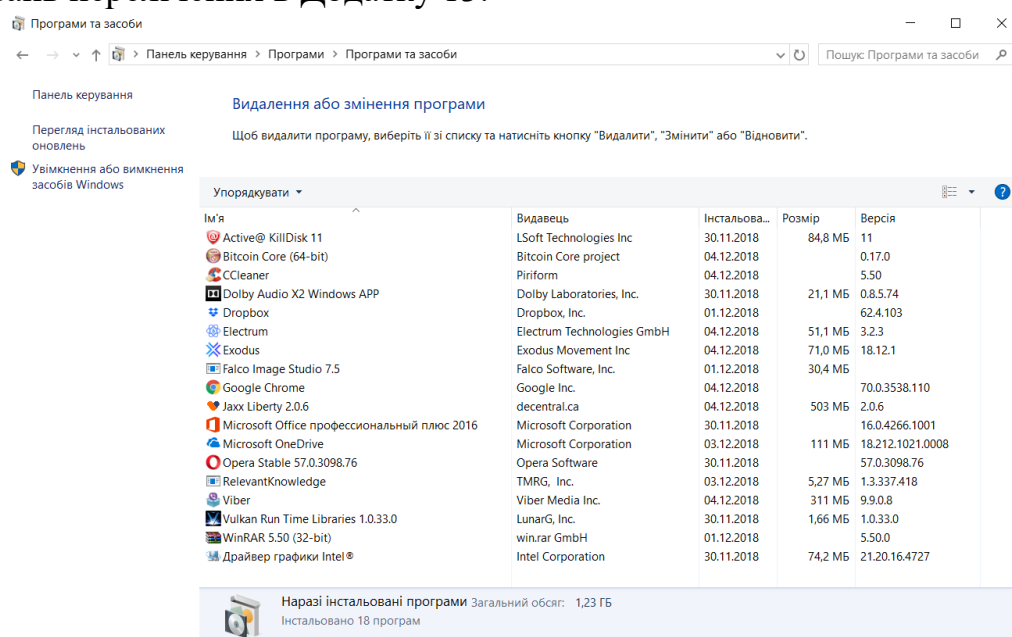 Програми та засоби
Панель керування > Програми > Програми та засоби
Пошук: Програми та засоби
Панель керування
Перегляд інстальованих
оновлень
Увімкнення або вимкнення
засобів Windows
Видалення або змінення програми
Щоб видалити програму, виберіть її зі списку та натисніть кнопку "Видалити", "Змінити" або "Відновити".
Упорядкувати
Ім'я Видавець Інстальова... Розмір Версія
Active@ KillDisk 11 LSoft Technologies Inc 30.11.2018 84,8 МБ 11
Bitcoin Core (64-bit) Bitcoin Core project 04.12.2018 0.17.0
CCleaner Piriform 04.12.2018 5.50
Dolby Audio X2 Windows APP Dolby Laboratories, Inc. 30.11.2018 21,1 МБ 0.8.5.74
Dropbox Dropbox, Inc. 01.12.2018 62.4.103
Electrum Electrum Technologies GmbH 04.12.2018 51,1 МБ 3.2.3
Exodus Exodus Movement Inc 04.12.2018 71,0 МБ 18.12.1
Falco Image Studio 7.5 Falco Software, Inc. 01.12.2018 30,4 МБ
Google Chrome Google Inc. 04.12.2018 70.0.3538.110
Jaxx Liberty 2.0.6 decentral.ca 04.12.2018 503 МБ 2.0.6
Microsoft Office профессиональный плюс 2016 Microsoft Corporation 30.11.2018 16.0.4266.1001
Microsoft OneDrive Microsoft Corporation 03.12.2018 111 МБ 18.212.1021.0008
Opera Stable 57.0.3098.76 Opera Software 30.11.2018 57.0.3098.76
RelevantKnowledge TMRG, Inc. 03.12.2018 5,27 МБ 1.3.337.418
Viber Viber Media Inc. 04.12.2018 311 МБ 9.9.0.8
Vulkan Run Time Libraries 1.0.33.0 LunarG, Inc. 30.11.2018 1,66 МБ 1.0.33.0
WinRAR 5.50 (32-bit) win.rar GmbH 01.12.2018 5.50.0
Драйвер графики Intel® Intel Corporation 30.11.2018 74,2 МБ 21.20.16.4727
Наразі інстальовані програми Загальний обсяг: 1,23 ГБ
Інстальовано 18 програм